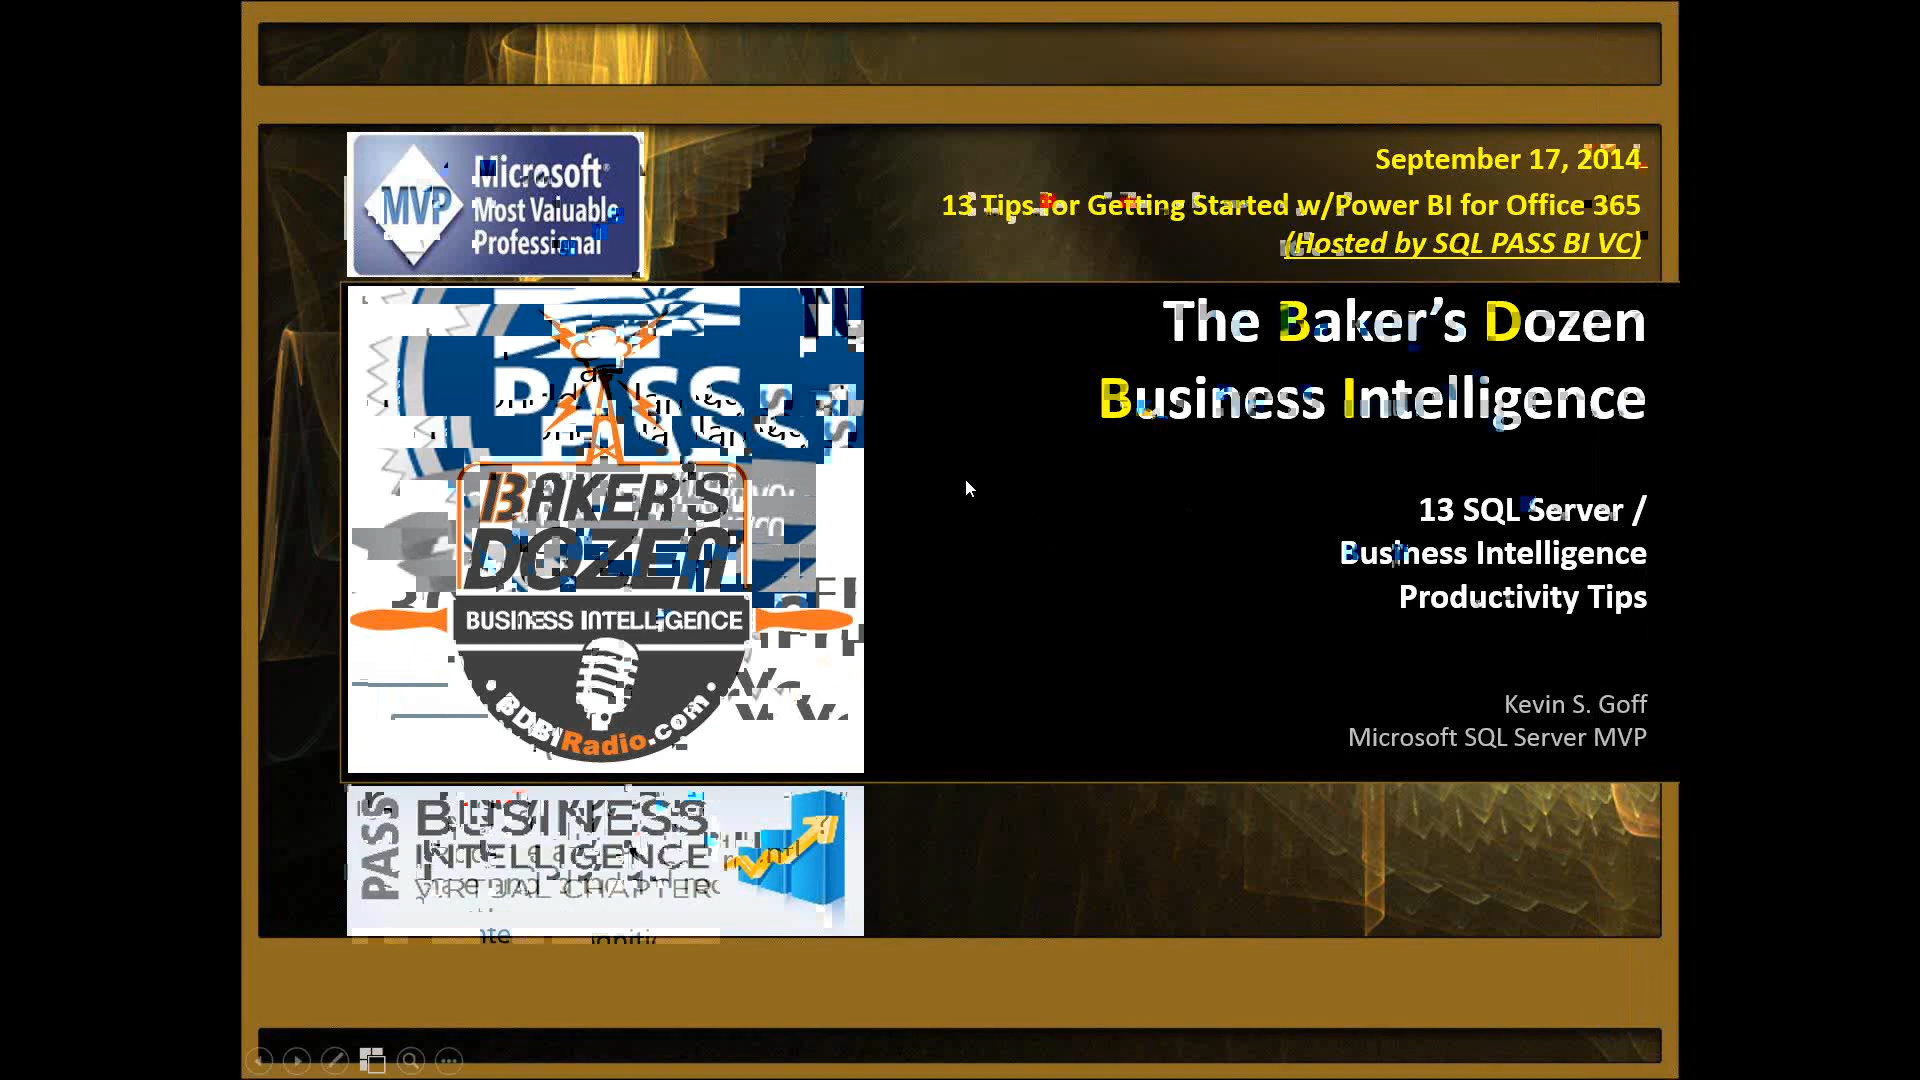 Microsoft®
MVP
Most Valuable
Professional
September 17, 2014
13 Tips for Getting Started w/Power BI for Office 365
(Hosted by SQL PASS BI VC)
The Baker’s Dozen
Business Intelligence
PASS
BAKER'S
DOZEN
BUSINESS INTELLIGENCE
BDBIRadio.com
13 SQL Server /
Business Intelligence
Productivity Tips
Kevin S. Goff
Microsoft SQL Server MVP
PASS
BUSINESS
INTELLIGENCE
VIRTUAL CHAPTER